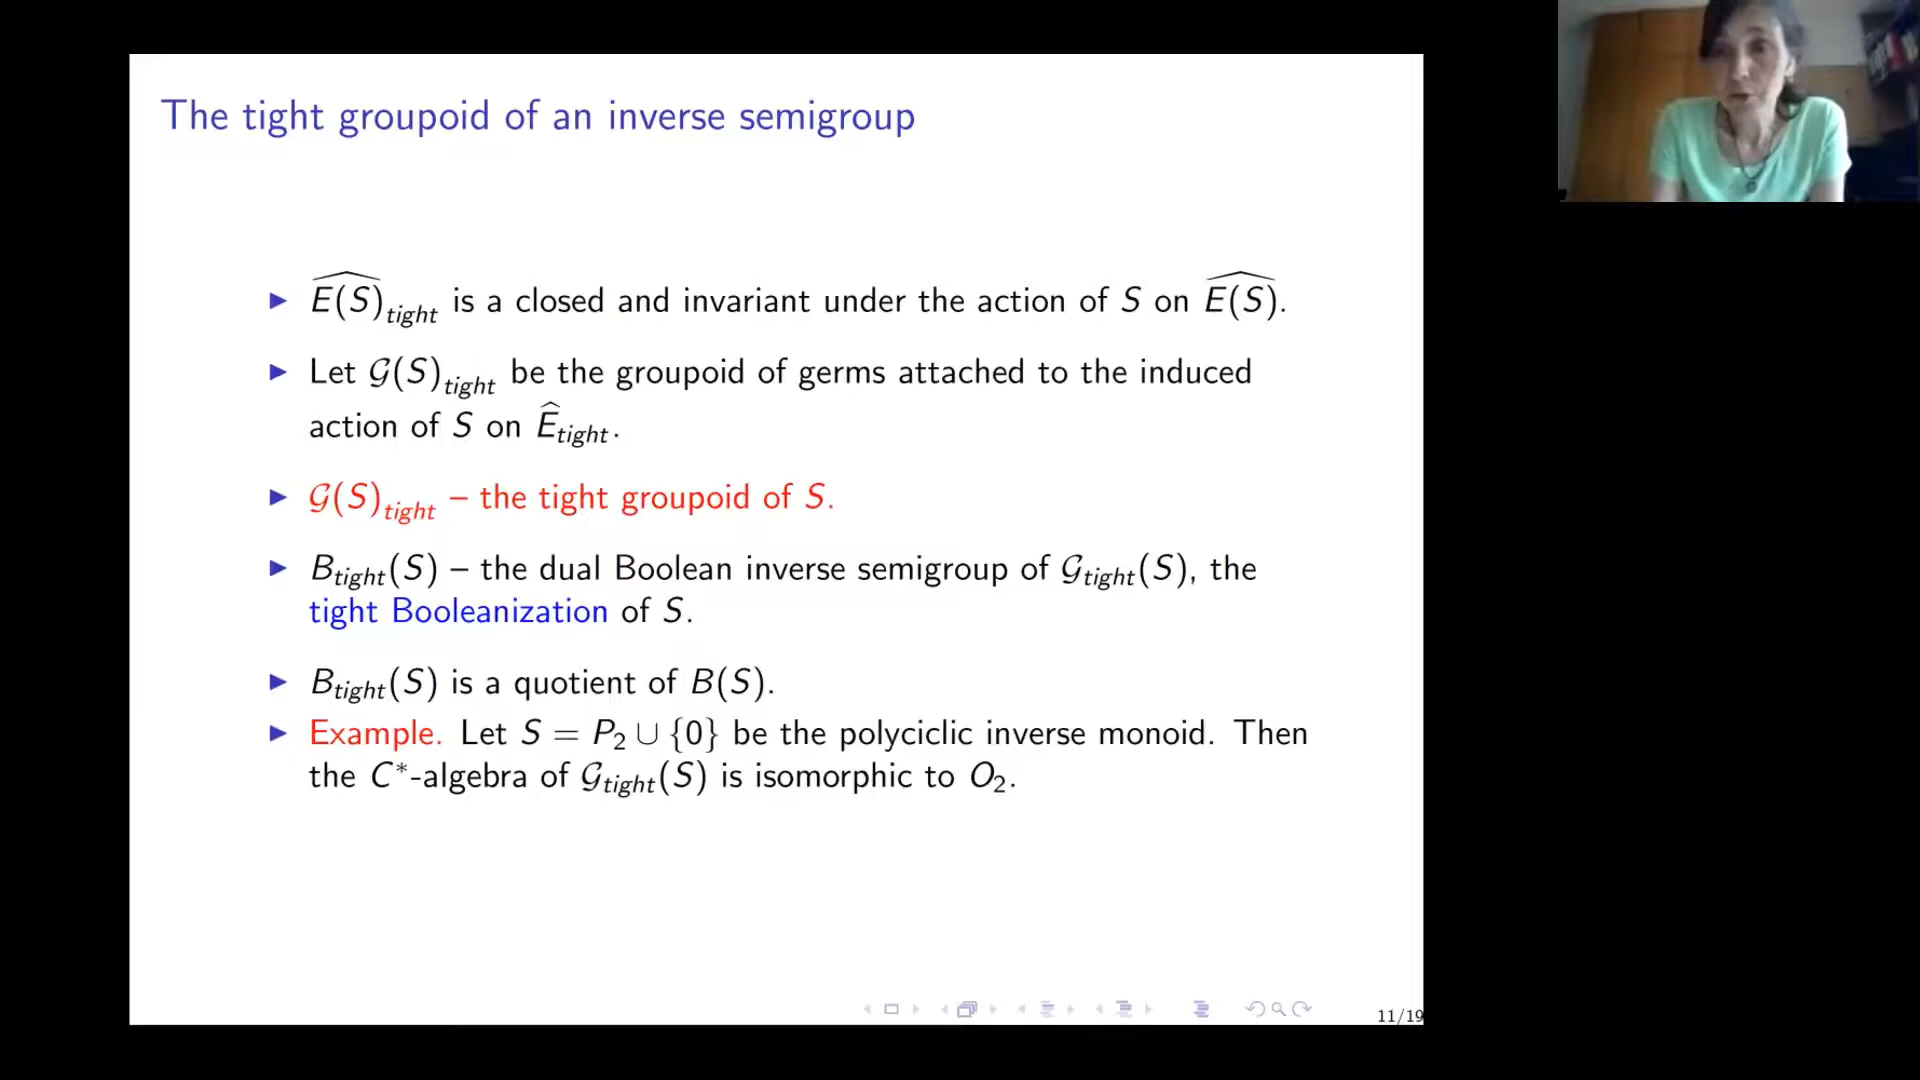 The tight groupoid of an inverse semigroup
▶ $\widehat{E(S)}_{tight}$ is a closed and invariant under the action of $S$ on $\widehat{E(S)}$.
▶ Let $\mathcal{G}(S)_{tight}$ be the groupoid of germs attached to the induced
action of $S$ on $\widehat{E}_{tight}$.
▶ $\mathcal{G}(S)_{tight}$ – the tight groupoid of $S$.
▶ $B_{tight}(S)$ – the dual Boolean inverse semigroup of $\mathcal{G}_{tight}(S)$, the
tight Booleanization of $S$.
▶ $B_{tight}(S)$ is a quotient of $B(S)$.
▶ Example. Let $S = P_2 \cup \{0\}$ be the polyciclic inverse monoid. Then
the $C^*$-algebra of $\mathcal{G}_{tight}(S)$ is isomorphic to $O_2$.
11/19